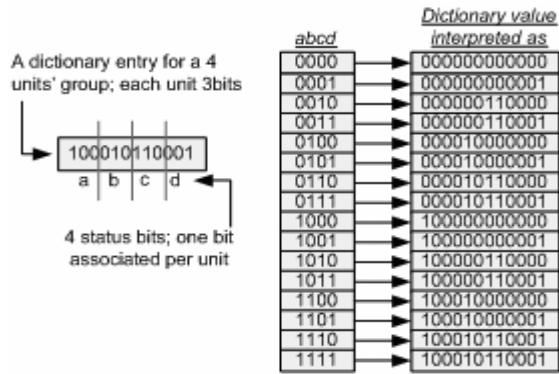 A dictionary entry for a 4
units' group; each unit 3bits
100010110001
a b c d
4 status bits; one bit
associated per unit
abcd
Dictionary value
interpreted as
0000 000000000000
0001 000000000001
0010 000000110000
0011 000000110001
0100 000010000000
0101 000010000001
0110 000010110000
0111 000010110001
1000 100000000000
1001 100000000001
1010 100000110000
1011 100000110001
1100 100010000000
1101 100010000001
1110 100010110001
1111 100010110001